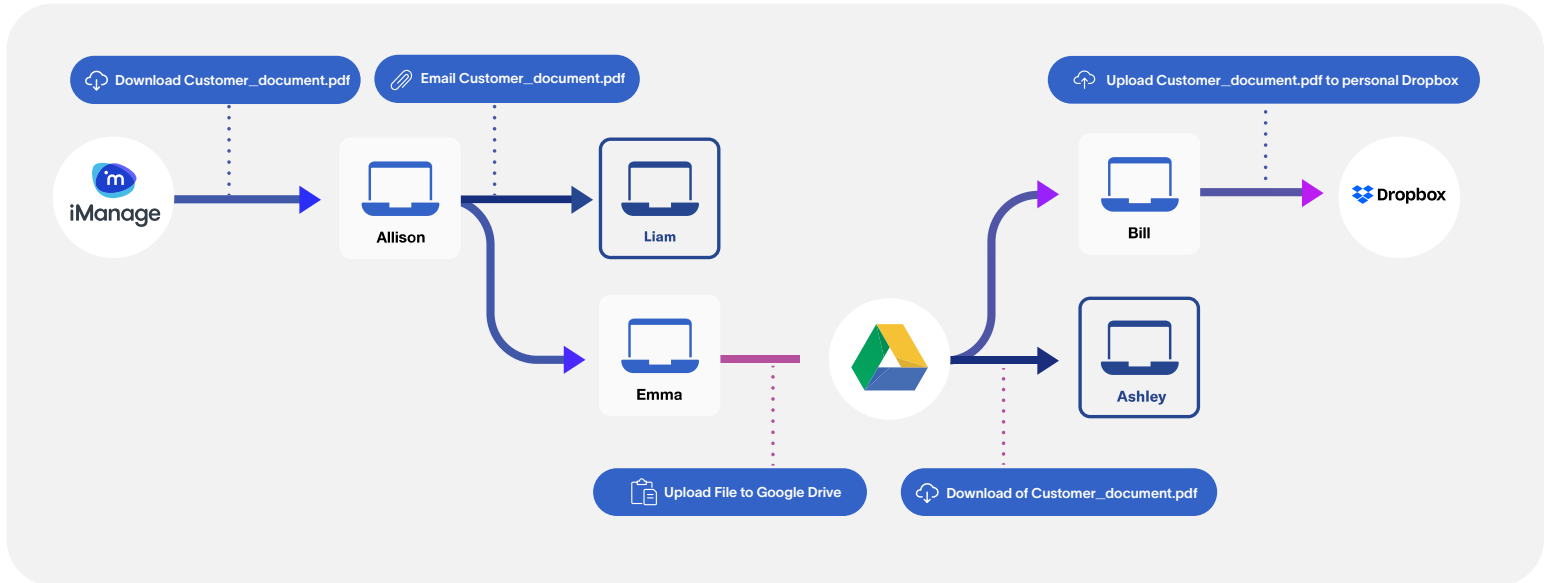 Download Customer_document.pdf
Email Customer_document.pdf
Upload Customer_document.pdf to personal Dropbox
m
iManage
Allison
Liam
Bill
Dropbox
Emma
Ashley
Upload File to Google Drive
Download of Customer_document.pdf